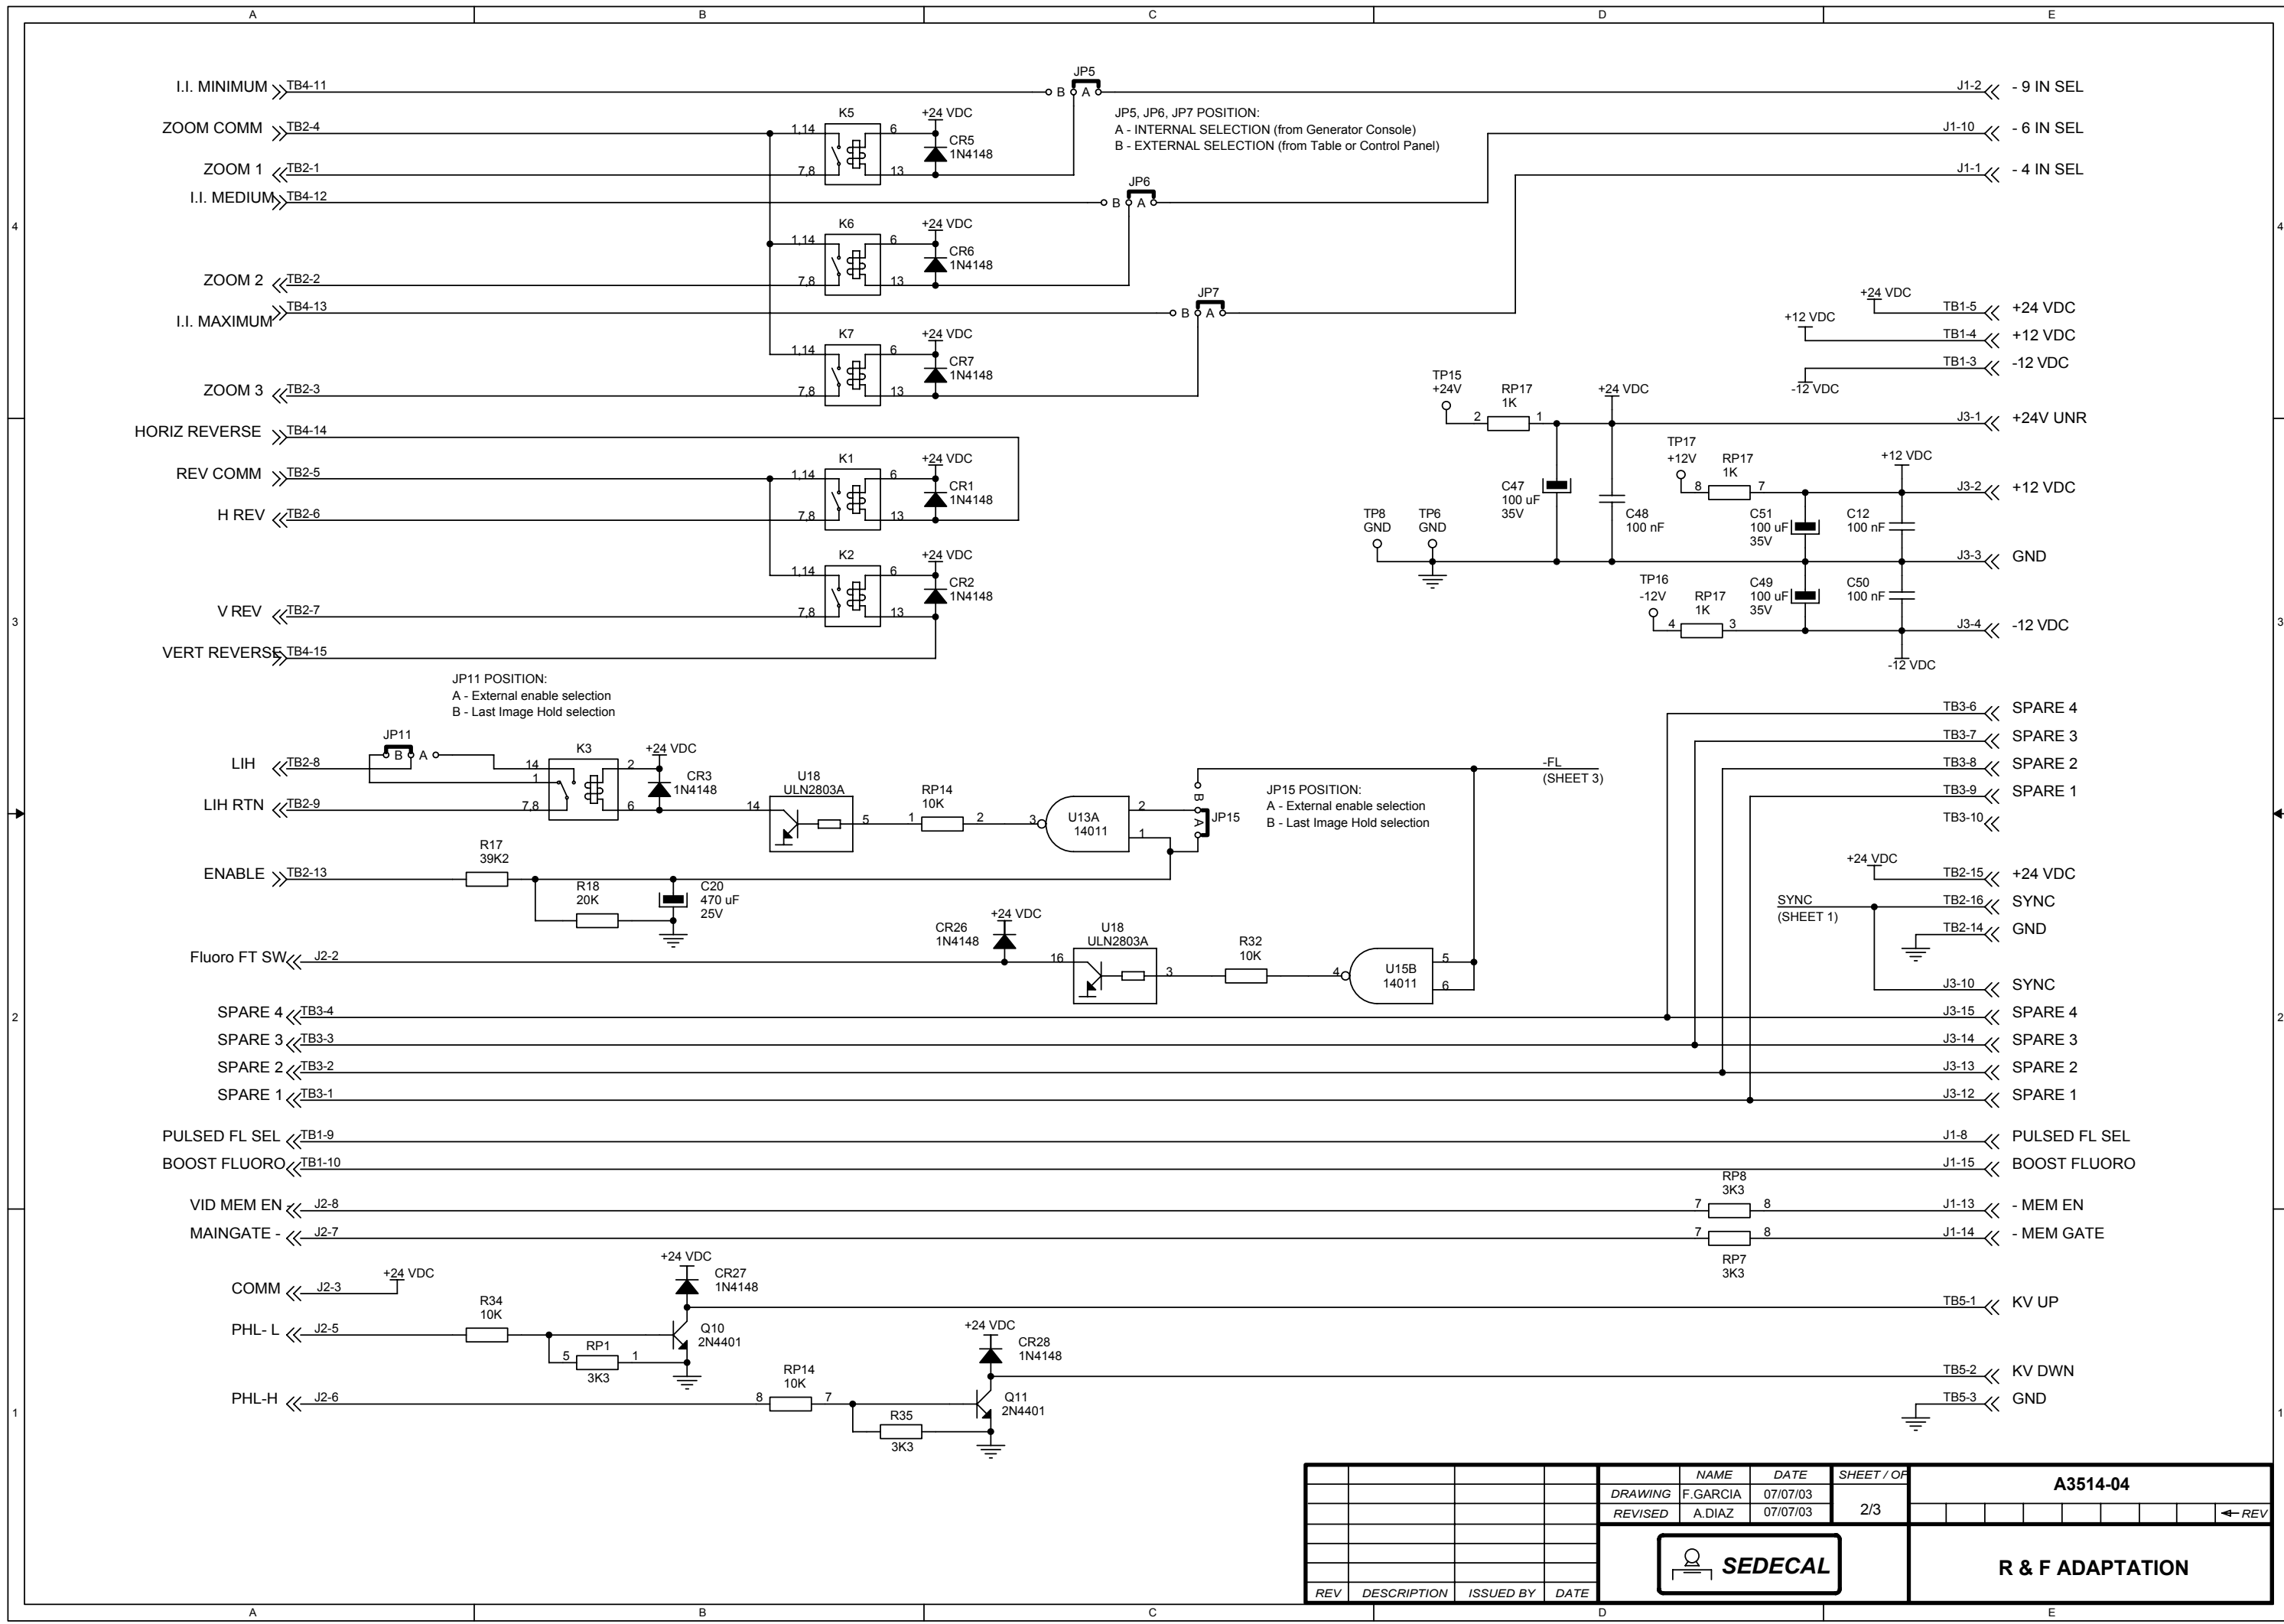 A B C D E
I.I. MINIMUM TB4-11
JP5
B A
J1-2 - 9 IN SEL
ZOOM COMM TB2-4
K5
1,14 6
+24 VDC
CR5
1N4148
JP5, JP6, JP7 POSITION:
A - INTERNAL SELECTION (from Generator Console)
B - EXTERNAL SELECTION (from Table or Control Panel)
J1-10 - 6 IN SEL
ZOOM 1 TB2-1
7,8 13
J1-1 - 4 IN SEL
I.I. MEDIUM TB4-12
JP6
B A
4 4
K6
1,14 6
+24 VDC
CR6
1N4148
ZOOM 2 TB2-2
7,8 13
I.I. MAXIMUM TB4-13
JP7
B A
+24 VDC
TB1-5 +24 VDC
+12 VDC
TB1-4 +12 VDC
TB1-3 -12 VDC
-12 VDC
K7
1,14 6
+24 VDC
CR7
1N4148
ZOOM 3 TB2-3
7,8 13
TP15
+24V
RP17
1K
2 1
+24 VDC
J3-1 +24V UNR
HORIZ REVERSE TB4-14
REV COMM TB2-5
K1
1,14 6
+24 VDC
CR1
1N4148
H REV TB2-6
7,8 13
C47
100 uF
35V
C48
100 nF
TP17
+12V
RP17
1K
8 7
+12 VDC
J3-2 +12 VDC
C51
100 uF
35V
C12
100 nF
TP8
GND
TP6
GND
J3-3 GND
K2
1,14 6
+24 VDC
CR2
1N4148
TP16
-12V
RP17
1K
4 3
C49
100 uF
35V
C50
100 nF
J3-4 -12 VDC
-12 VDC
V REV TB2-7
7,8 13
3 3
VERT REVERSE TB4-15
JP11 POSITION:
A - External enable selection
B - Last Image Hold selection
TB3-6 SPARE 4
TB3-7 SPARE 3
TB3-8 SPARE 2
TB3-9 SPARE 1
TB3-10
JP11
B A
LIH TB2-8
K3
14 2
1
+24 VDC
CR3
1N4148
LIH RTN TB2-9
7,8 6
U18
ULN2803A
14 5
RP14
10K
1 2
U13A
14011
3 2
1
B
A
JP15
JP15 POSITION:
A - External enable selection
B - Last Image Hold selection
-FL
(SHEET 3)
R17
39K2
ENABLE TB2-13
R18
20K
C20
470 uF
25V
+24 VDC
TB2-15 +24 VDC
SYNC
(SHEET 1)
TB2-16 SYNC
TB2-14 GND
CR26
1N4148
+24 VDC
U18
ULN2803A
16 3
R32
10K
U15B
14011
4 5
6
Fluoro FT SW J2-2
J3-10 SYNC
SPARE 4 TB3-4
J3-15 SPARE 4
2 2
SPARE 3 TB3-3
J3-14 SPARE 3
SPARE 2 TB3-2
J3-13 SPARE 2
SPARE 1 TB3-1
J3-12 SPARE 1
PULSED FL SEL TB1-9
J1-8 PULSED FL SEL
BOOST FLUORO TB1-10
J1-15 BOOST FLUORO
VID MEM EN - J2-8
RP8
3K3
7 8
J1-13 - MEM EN
MAINGATE - J2-7
7 8
RP7
3K3
J1-14 - MEM GATE
COMM J2-3
+24 VDC
+24 VDC
CR27
1N4148
TB5-1 KV UP
PHL- L J2-5
R34
10K
RP1
5 1
3K3
Q10
2N4401
+24 VDC
CR28
1N4148
TB5-2 KV DWN
PHL-H J2-6
RP14
10K
8 7
R35
3K3
Q11
2N4401
TB5-3 GND
1 1
NAME DATE SHEET / OF
DRAWING F.GARCIA 07/07/03
REVISED A.DIAZ 07/07/03
2/3
A3514-04
REV
SEDECAL
R & F ADAPTATION
REV DESCRIPTION ISSUED BY DATE
A B C D E